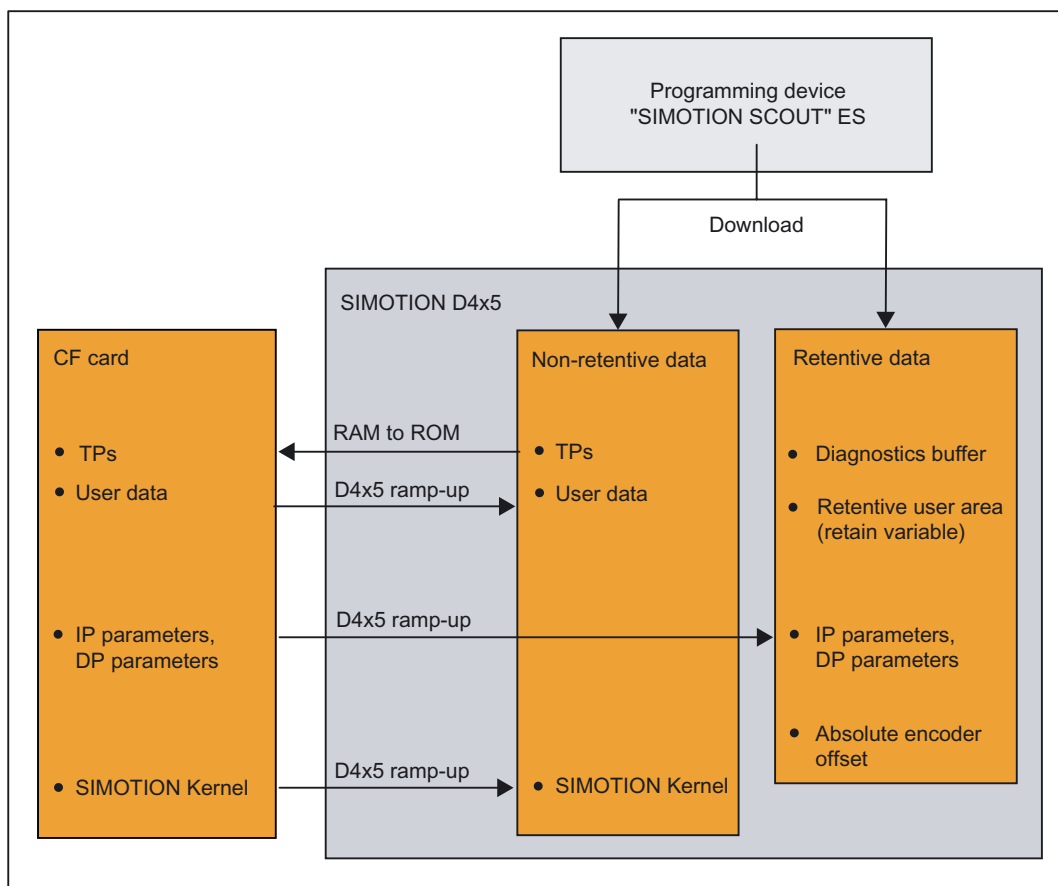 Programming device
"SIMOTION SCOUT" ES
Download
SIMOTION D4x5
CF card
• TPs
• User data
• IP parameters,
DP parameters
• SIMOTION Kernel
RAM to ROM
D4x5 ramp-up
D4x5 ramp-up
D4x5 ramp-up
Non-retentive data
• TPs
• User data
• SIMOTION Kernel
Retentive data
• Diagnostics buffer
• Retentive user area
(retain variable)
• IP parameters,
DP parameters
• Absolute encoder
offset